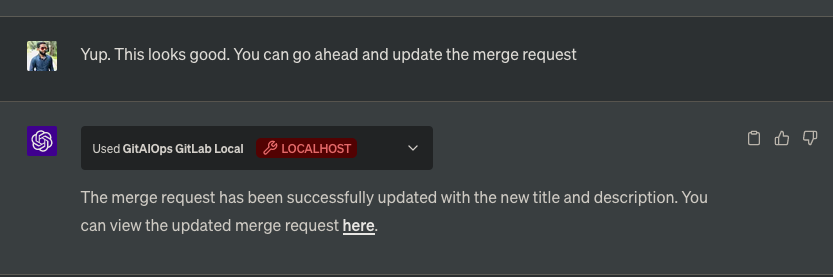 Yup. This looks good. You can go ahead and update the merge request
Used GitAIOps GitLab Local LOCALHOST
The merge request has been successfully updated with the new title and description. You
can view the updated merge request here.